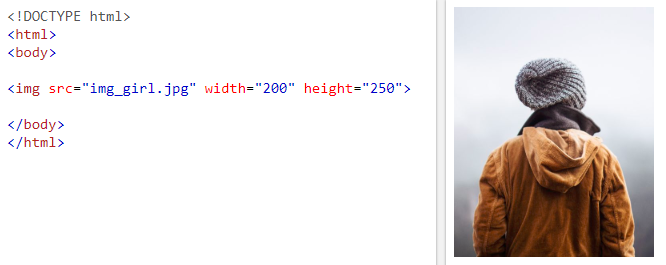 <!DOCTYPE html>
<html>
<body>
<img src="img_girl.jpg" width="200" height="250">
</body>
</html>